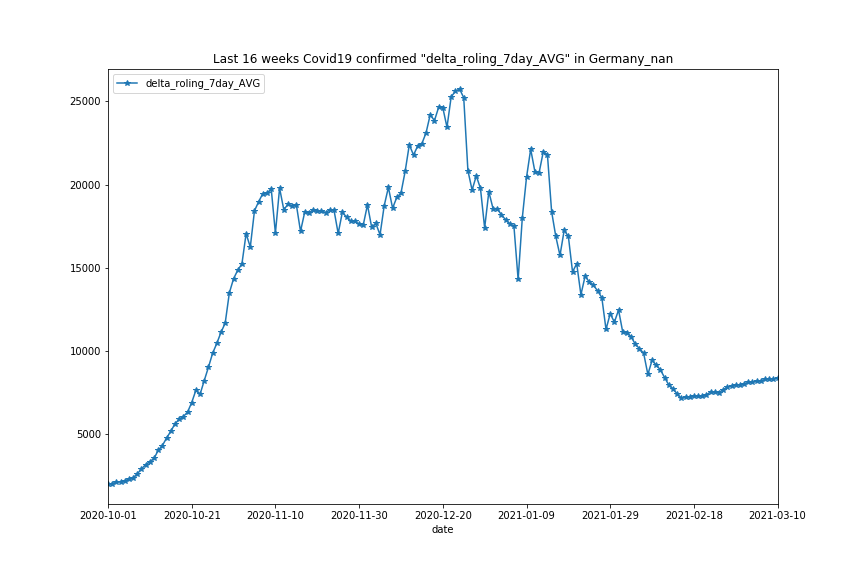 Last 16 weeks Covid19 confirmed "delta_roling_7day_AVG" in Germany_nan
delta_roling_7day_AVG
25000
20000
15000
10000
5000
2020-10-01 2020-10-21 2020-11-10 2020-11-30 2020-12-20 2021-01-09 2021-01-29 2021-02-18 2021-03-10
date